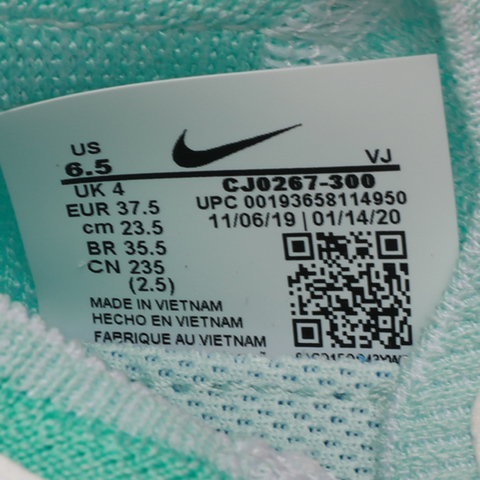 US
6.5
VJ
UK 4
CJ0267-300
EUR 37.5
UPC 00193658114950
cm 23.5
11/06/19 | 01/14/20
BR 35.5
CN 235
(2.5)
MADE IN VIETNAM
HECHO EN VIETNAM
FABRIQUE AU VIETNAM